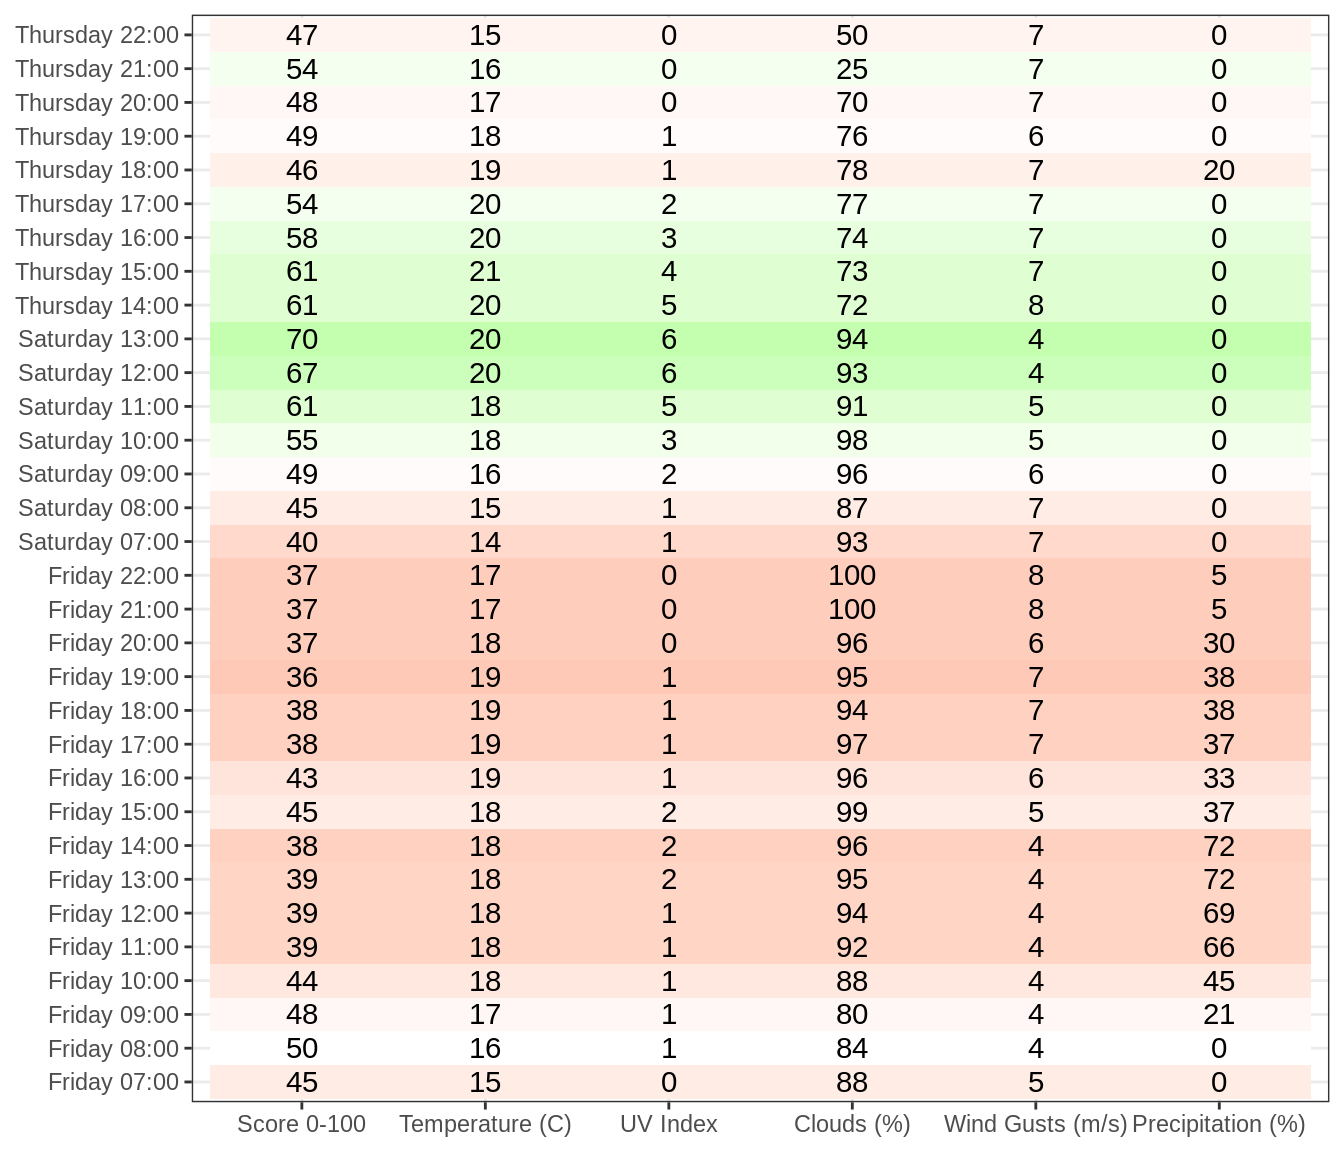 Thursday 22:00 47 15 0 50 7 0
Thursday 21:00 54 16 0 25 7 0
Thursday 20:00 48 17 0 70 7 0
Thursday 19:00 49 18 1 76 6 0
Thursday 18:00 46 19 1 78 7 20
Thursday 17:00 54 20 2 77 7 0
Thursday 16:00 58 20 3 74 7 0
Thursday 15:00 61 21 4 73 7 0
Thursday 14:00 61 20 5 72 8 0
Saturday 13:00 70 20 6 94 4 0
Saturday 12:00 67 20 6 93 4 0
Saturday 11:00 61 18 5 91 5 0
Saturday 10:00 55 18 3 98 5 0
Saturday 09:00 49 16 2 96 6 0
Saturday 08:00 45 15 1 87 7 0
Saturday 07:00 40 14 1 93 7 0
Friday 22:00 37 17 0 100 8 5
Friday 21:00 37 17 0 100 8 5
Friday 20:00 37 18 0 96 6 30
Friday 19:00 36 19 1 95 7 38
Friday 18:00 38 19 1 94 7 38
Friday 17:00 38 19 1 97 7 37
Friday 16:00 43 19 1 96 6 33
Friday 15:00 45 18 2 99 5 37
Friday 14:00 38 18 2 96 4 72
Friday 13:00 39 18 2 95 4 72
Friday 12:00 39 18 1 94 4 69
Friday 11:00 39 18 1 92 4 66
Friday 10:00 44 18 1 88 4 45
Friday 09:00 48 17 1 80 4 21
Friday 08:00 50 16 1 84 4 0
Friday 07:00 45 15 0 88 5 0
Score 0-100 Temperature (C) UV Index Clouds (%) Wind Gusts (m/s) Precipitation (%)